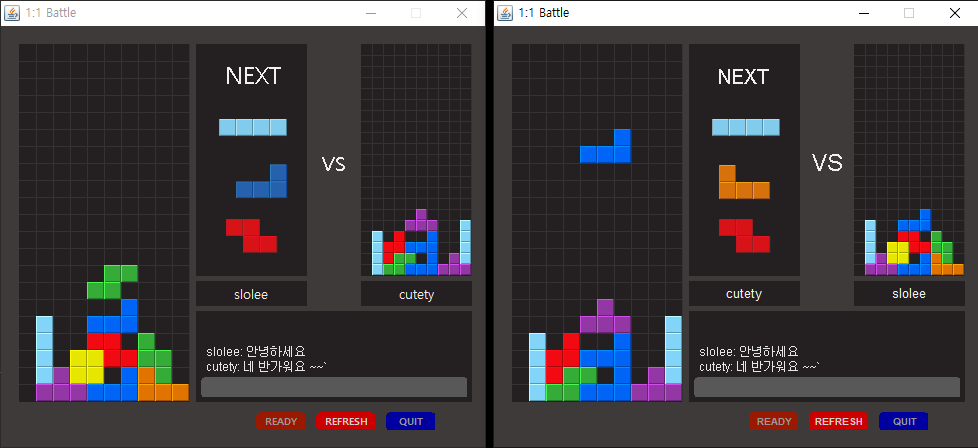 1:1 Battle
NEXT
VS
slolee
cutety
slolee: 안녕하세요
cutety: 네 반가워요 ~~`
READY
REFRESH
QUIT
1:1 Battle
NEXT
VS
cutety
slolee
slolee: 안녕하세요
cutety: 네 반가워요 ~~`
READY
REFRESH
QUIT